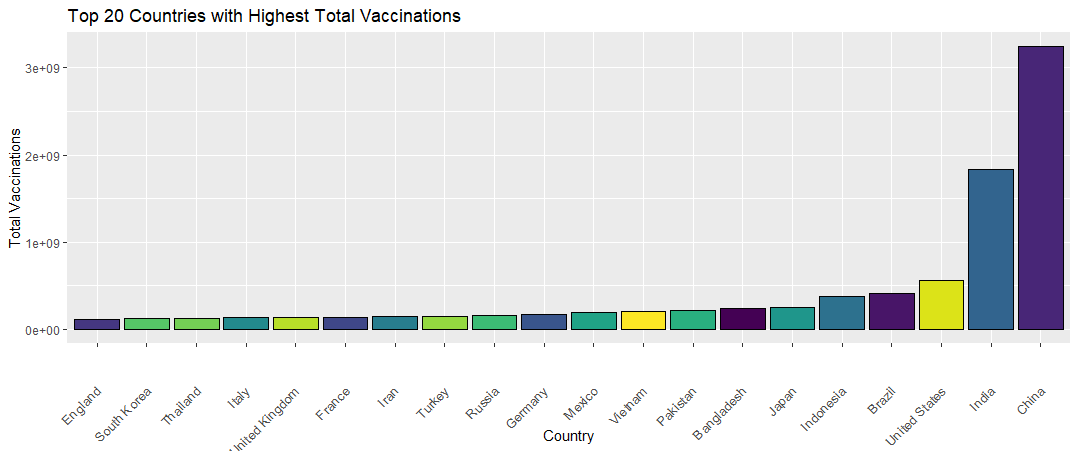 Top 20 Countries with Highest Total Vaccinations
Total Vaccinations
3e+09
2e+09
1e+09
0e+00
England
South Korea
Thailand
Italy
United Kingdom
France
Iran
Turkey
Russia
Germany
Mexico
Vietnam
Pakistan
Bangladesh
Japan
Indonesia
Brazil
United States
India
China
Country